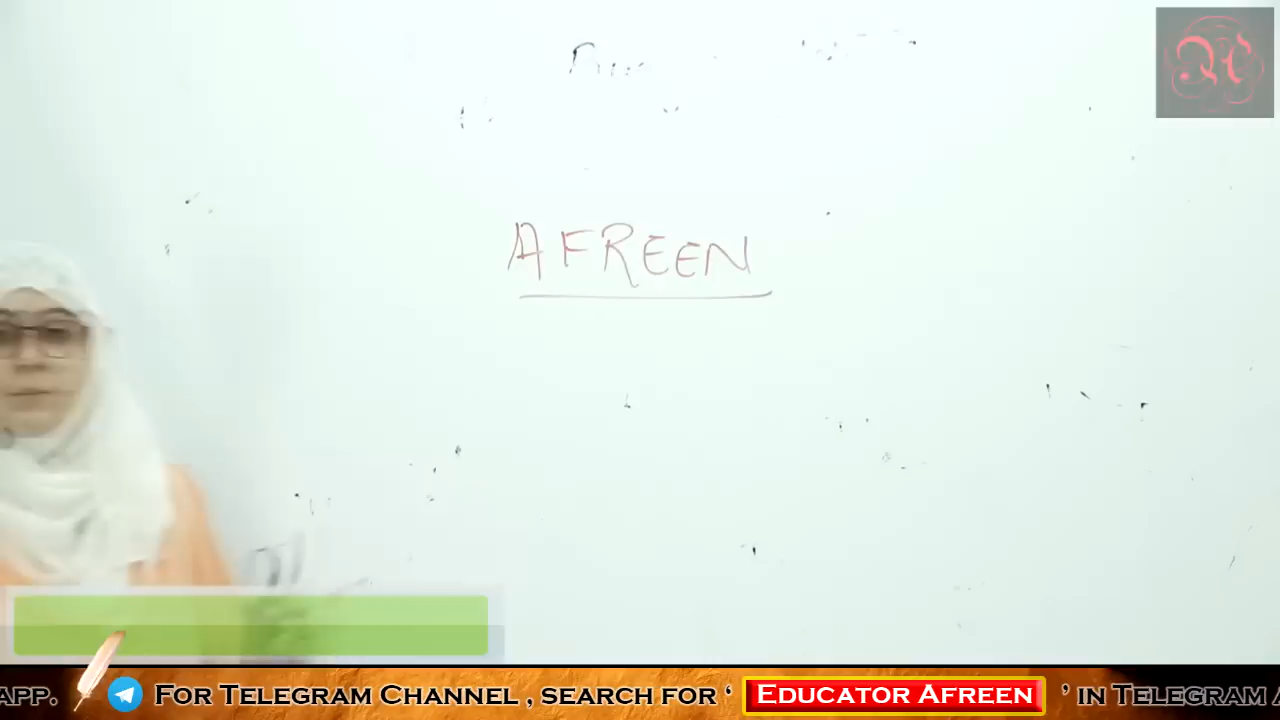 AFREEN
APP. FOR TELEGRAM CHANNEL , SEARCH FOR ‘ EDUCATOR AFREEN ’ IN TELEGRAM